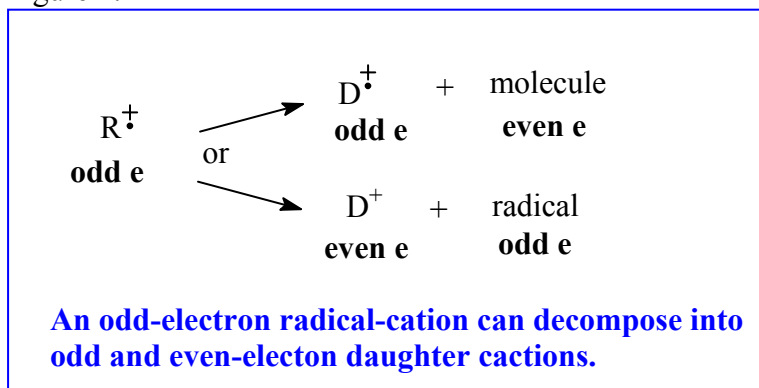 D+• + molecule
R+• odd e even e
odd e or
D+ + radical
even e odd e
An odd-electron radical-cation can decompose into
odd and even-electon daughter cactions.